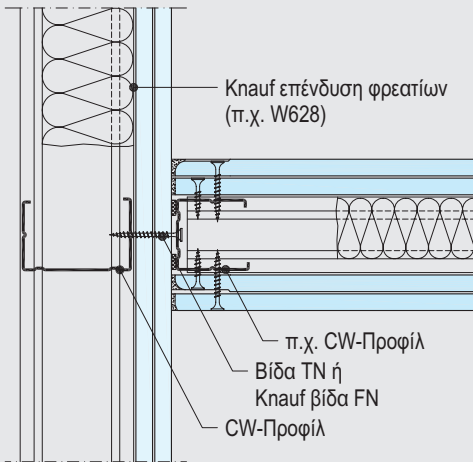 Knauf επένδυση φρεατίων
(π.χ. W628)
π.χ. CW-Προφίλ
Βίδα TN ή
Knauf βίδα FN
CW-Προφίλ